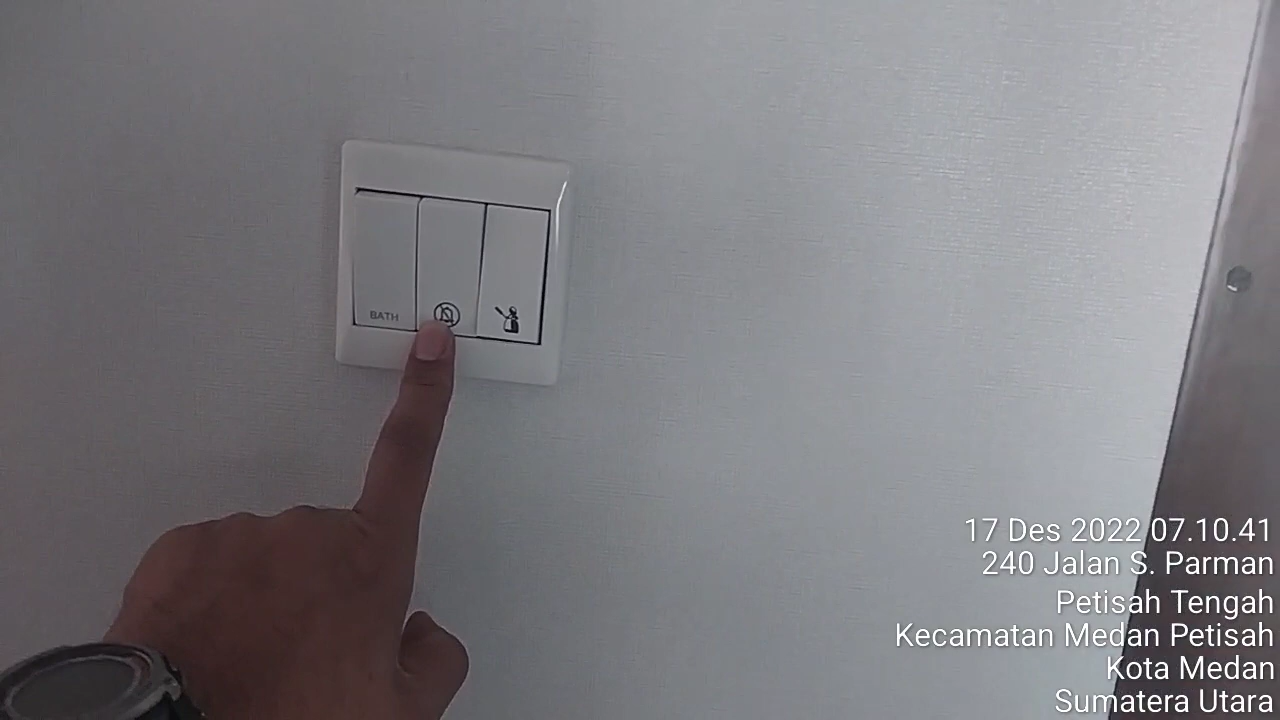 BATH
17 Des 2022 07.10.41
240 Jalan S. Parman
Petisah Tengah
Kecamatan Medan Petisah
Kota Medan
Sumatera Utara